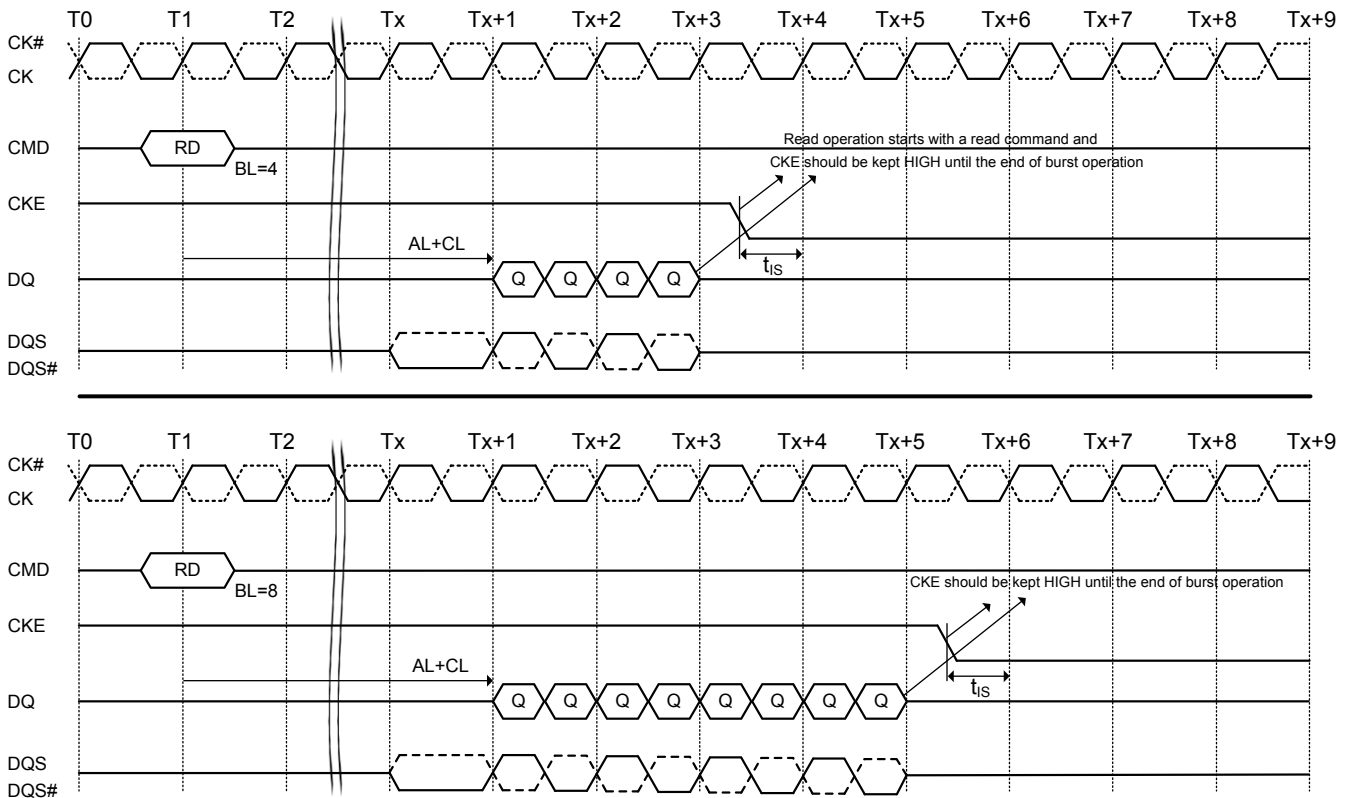 T0 T1 T2 Tx Tx+1 Tx+2 Tx+3 Tx+4 Tx+5 Tx+6 Tx+7 Tx+8 Tx+9
CK#
CK
Read operation starts with a read command and
CMD RD
CKE should be kept HIGH until the end of burst operation
BL=4
CKE
AL+CL
tIS
DQ Q Q Q Q
DQS
DQS#
T0 T1 T2 Tx Tx+1 Tx+2 Tx+3 Tx+4 Tx+5 Tx+6 Tx+7 Tx+8 Tx+9
CK#
CK
CMD RD
CKE should be kept HIGH until the end of burst operation
BL=8
CKE
AL+CL
tIS
DQ Q Q Q Q Q Q Q Q
DQS
DQS#